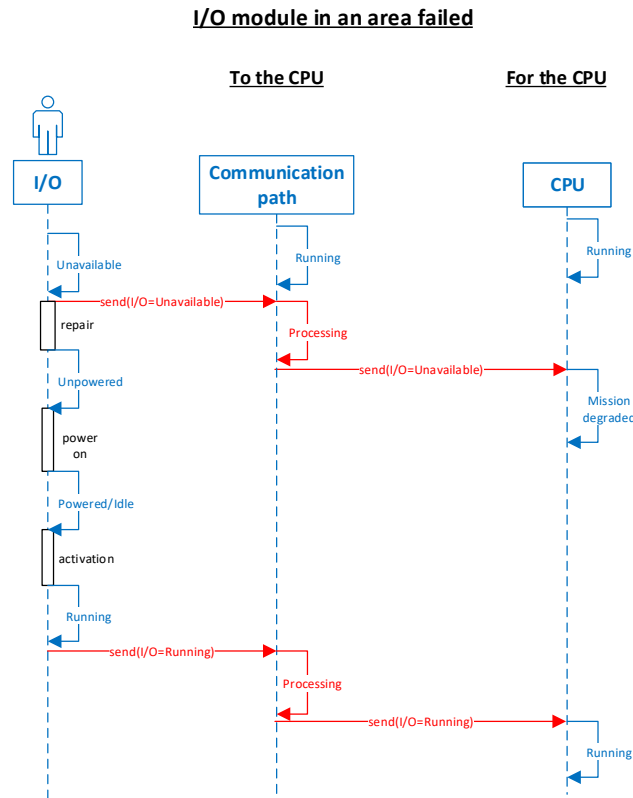 I/O module in an area failed
To the CPU
For the CPU
I/O
Communication
path
CPU
Unavailable
Running
Running
send(I/O=Unavailable)
repair
Processing
send(I/O=Unavailable)
Unpowered
Mission
degraded
power
on
Powered/Idle
activation
Running
send(I/O=Running)
Processing
send(I/O=Running)
Running